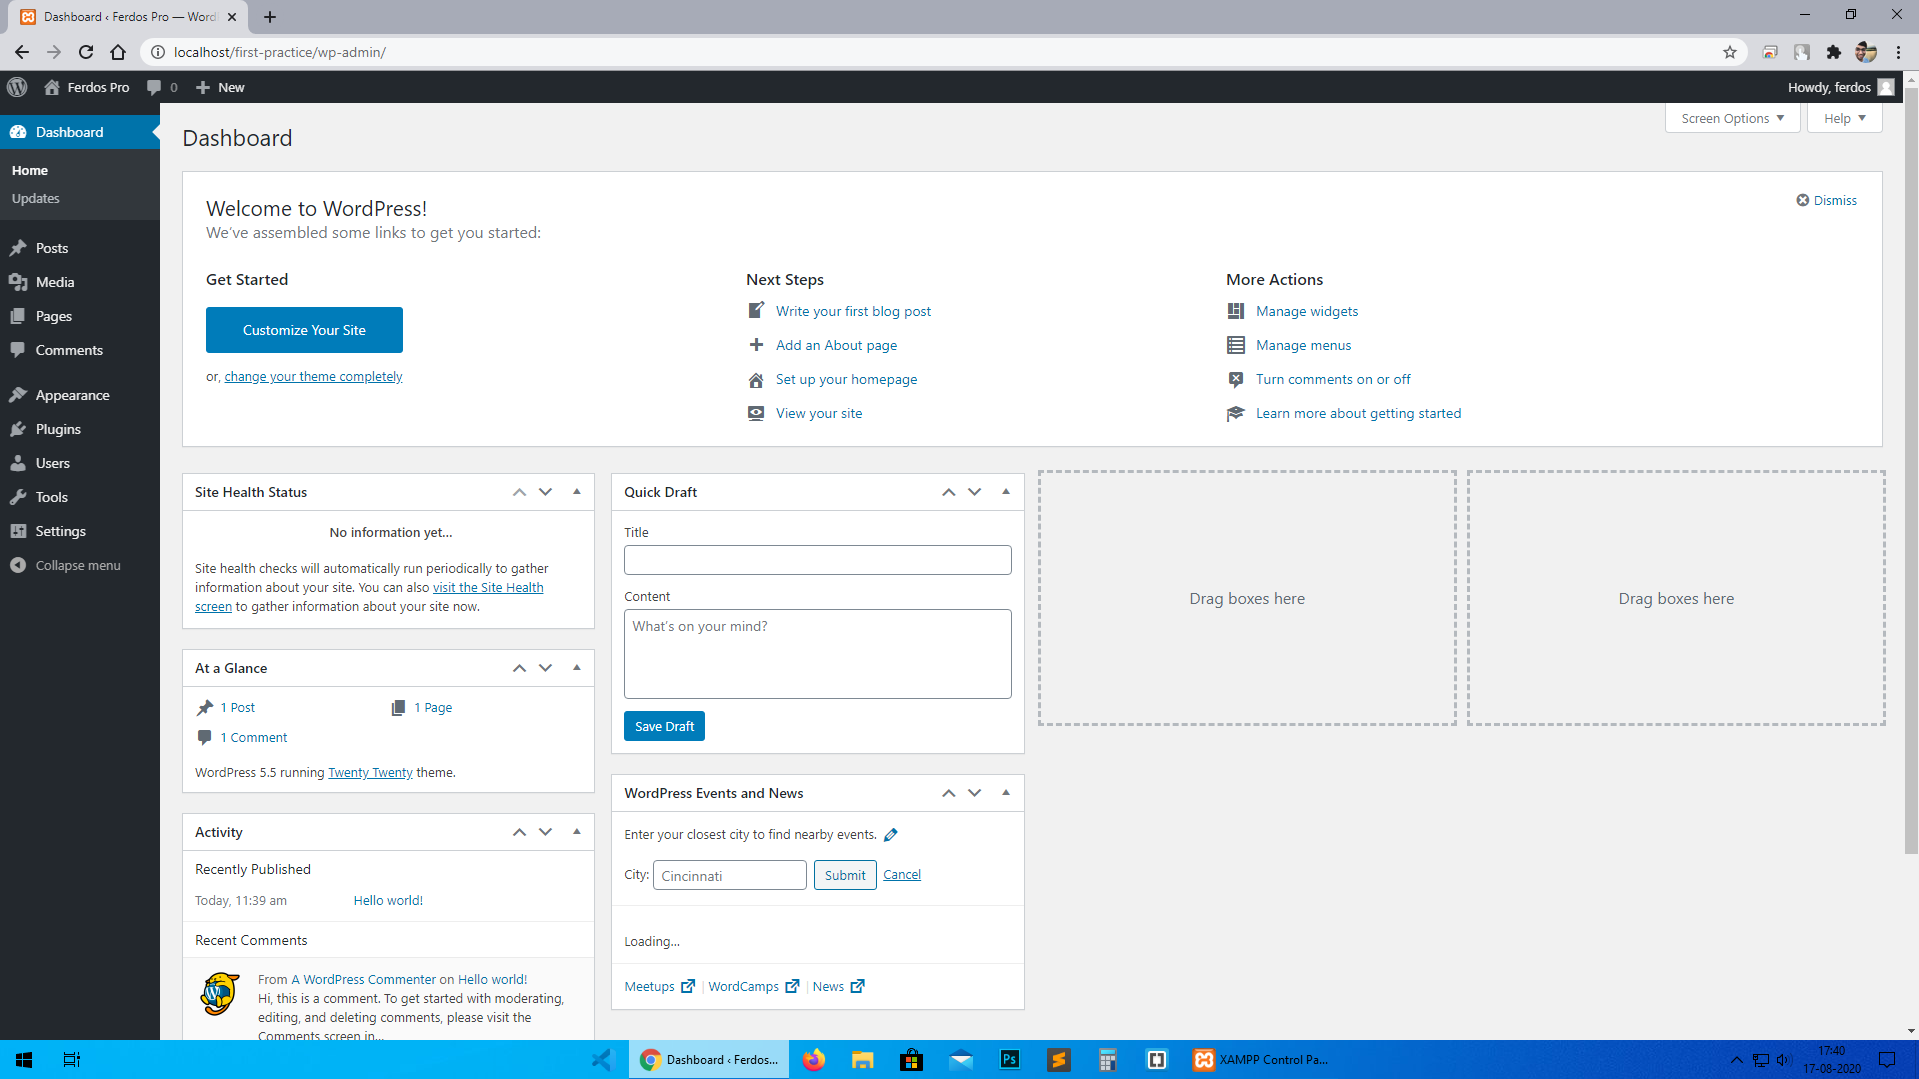 Dashboard ‹ Ferdos Pro — Word
localhost/first-practice/wp-admin/
Ferdos Pro 0 New Howdy, ferdos
Dashboard
Home
Updates
Posts
Media
Pages
Comments
Appearance
Plugins
Users
Tools
Settings
Collapse menu
Screen Options Help
Dashboard
Welcome to WordPress!
We've assembled some links to get you started:
Dismiss
Get Started
Customize Your Site
or, change your theme completely
Next Steps
Write your first blog post
Add an About page
Set up your homepage
View your site
More Actions
Manage widgets
Manage menus
Turn comments on or off
Learn more about getting started
Site Health Status
No information yet...
Site health checks will automatically run periodically to gather
information about your site. You can also visit the Site Health
screen to gather information about your site now.
At a Glance
1 Post 1 Page
1 Comment
WordPress 5.5 running Twenty Twenty theme.
Activity
Recently Published
Today, 11:39 am Hello world!
Recent Comments
From A WordPress Commenter on Hello world!
Hi, this is a comment. To get started with moderating,
editing, and deleting comments, please visit the
Comments screen in...
Quick Draft
Title
Content
What's on your mind?
Save Draft
WordPress Events and News
Enter your closest city to find nearby events.
City: Cincinnati Submit Cancel
Loading...
Meetups | WordCamps | News
Drag boxes here
Drag boxes here
Dashboard ‹ Ferdos...
Ps
XAMPP Control Pa...
17:40
17-08-2020